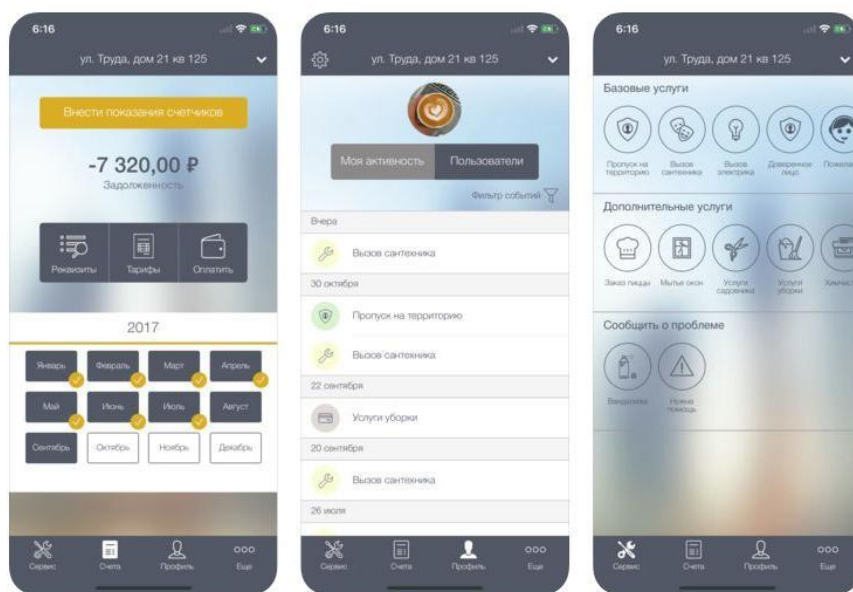 6:16
ул. Труда, дом 21 кв 125
Внести показания счетчиков
-7 320,00 ₽
Задолженность
Реквизиты
Тарифы
Оплатить
2017
Январь
Февраль
Март
Апрель
Май
Июнь
Июль
Август
Сентябрь
Октябрь
Ноябрь
Декабрь
Сервис
Счета
Профиль
Еще
6:16
ул. Труда, дом 21 кв 125
Моя активность
Пользователи
Фильтр событий
Вчера
Вызов сантехника
30 октября
Пропуск на территорию
Вызов сантехника
22 сентября
Услуги уборки
20 сентября
Вызов сантехника
26 июля
Сервис
Счета
Профиль
Еще
6:16
ул. Труда, дом 21 кв 125
Базовые услуги
Пропуск на
территорию
Вызов
сантехника
Вызов
электрика
Доверенное
лицо
Пожела
Дополнительные услуги
Заказ пиццы
Мытье окон
Услуги
садовника
Услуги
уборки
Химчист
Сообщить о проблеме
Вандализм
Нужна
помощь
Сервис
Счета
Профиль
Еще